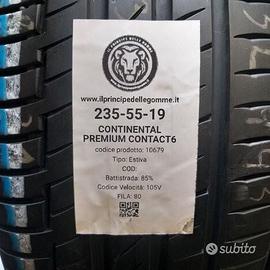 IL PRINCIPE DELLE GOMME
www.ilprincipedellegomme.it
235-55-19
CONTINENTAL
PREMIUM CONTACT6
codice prodotto: 10679
Tipo: Estiva
COD:
Battistrada: 85%
Codice Velocità: 105V
FILA: 80
subito